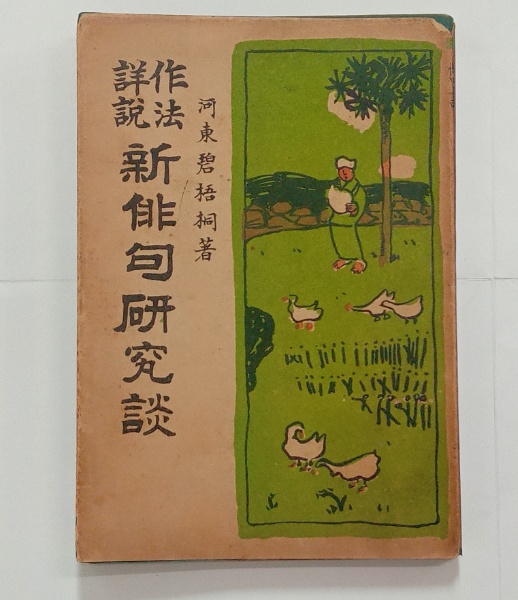 作法
詳説
新俳句研究談
河東碧梧桐著